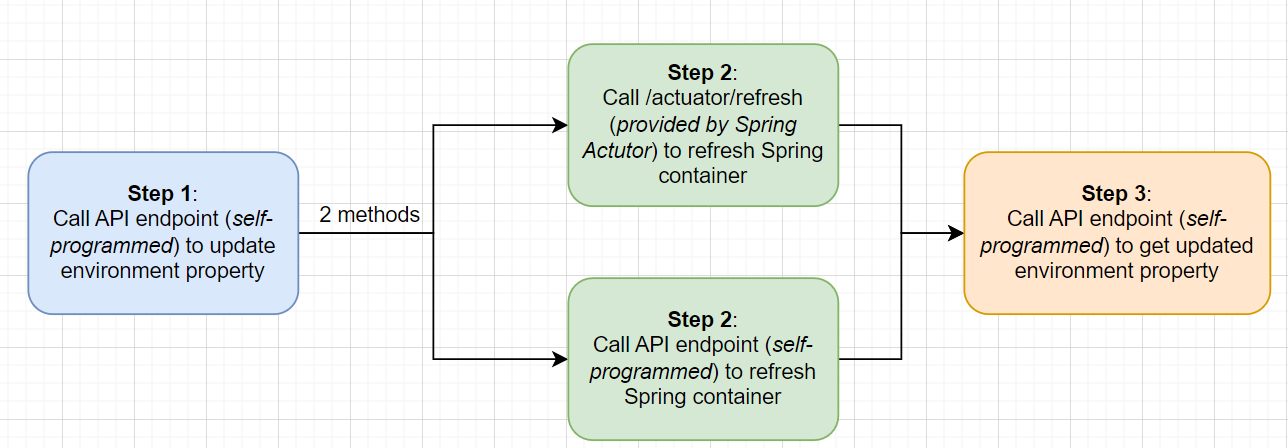 Step 1:
Call API endpoint (self-
programmed) to update
environment property
2 methods
Step 2:
Call /actuator/refresh
(provided by Spring
Actutor) to refresh Spring
container
Step 2:
Call API endpoint (self-
programmed) to refresh
Spring container
Step 3:
Call API endpoint (self-
programmed) to get updated
environment property